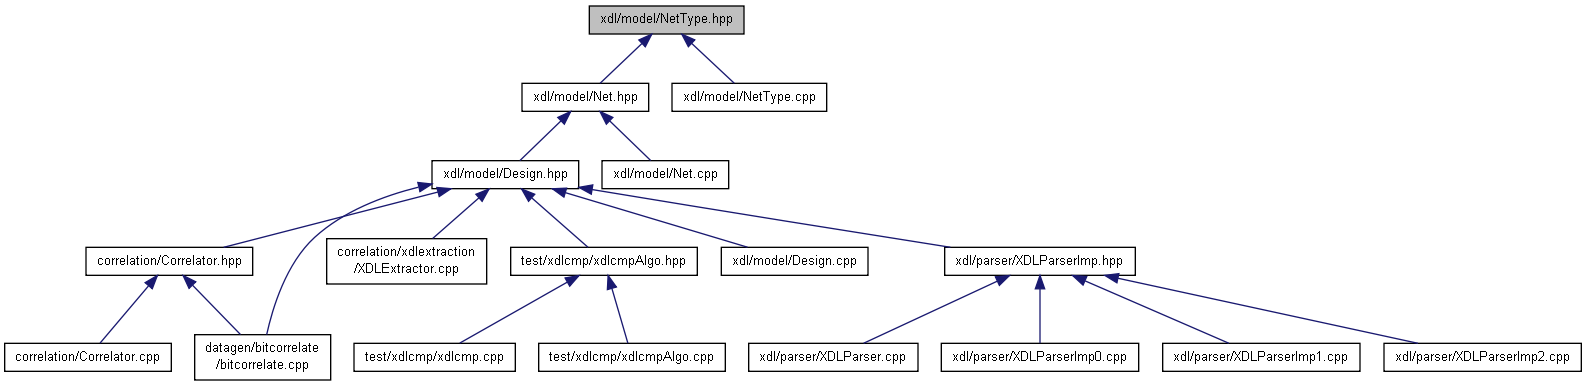 xdl/model/NetType.hpp
xdl/model/Net.hpp
xdl/model/NetType.cpp
xdl/model/Design.hpp
xdl/model/Net.cpp
correlation/Correlator.hpp
correlation/xdlextraction
/XDLExtractor.cpp
test/xdlcmp/xdlcmpAlgo.hpp
xdl/model/Design.cpp
xdl/parser/XDLParserImp.hpp
correlation/Correlator.cpp
datagen/bitcorrelate
/bitcorrelate.cpp
test/xdlcmp/xdlcmp.cpp
test/xdlcmp/xdlcmpAlgo.cpp
xdl/parser/XDLParser.cpp
xdl/parser/XDLParserImp0.cpp
xdl/parser/XDLParserImp1.cpp
xdl/parser/XDLParserImp2.cpp